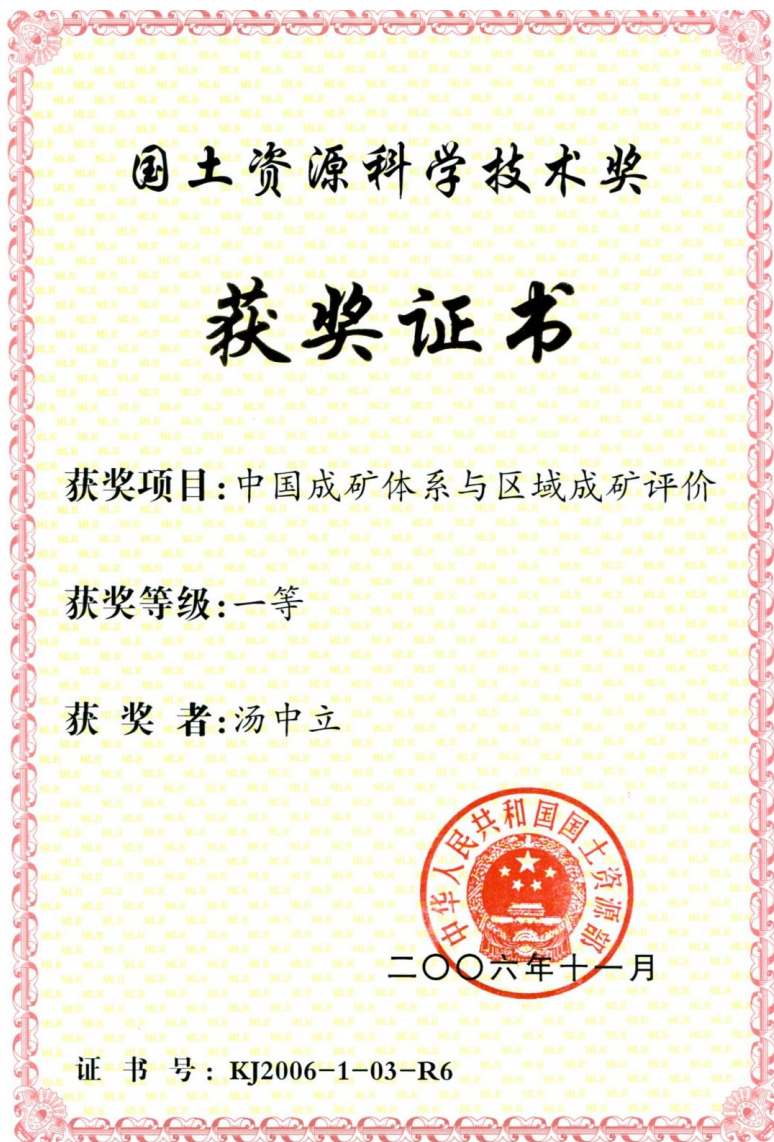 国土资源科学技术奖
获奖证书
获奖项目:中国成矿体系与区域成矿评价
获奖等级:一等
获 奖 者:汤中立
中华人民共和国国土资源部
二〇〇六年十一月
证 书 号: KJ2006-1-03-R6